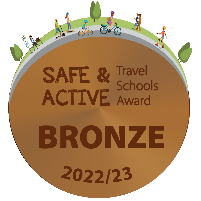 SAFE & ACTIVE
Travel Schools Award
BRONZE
2022/23